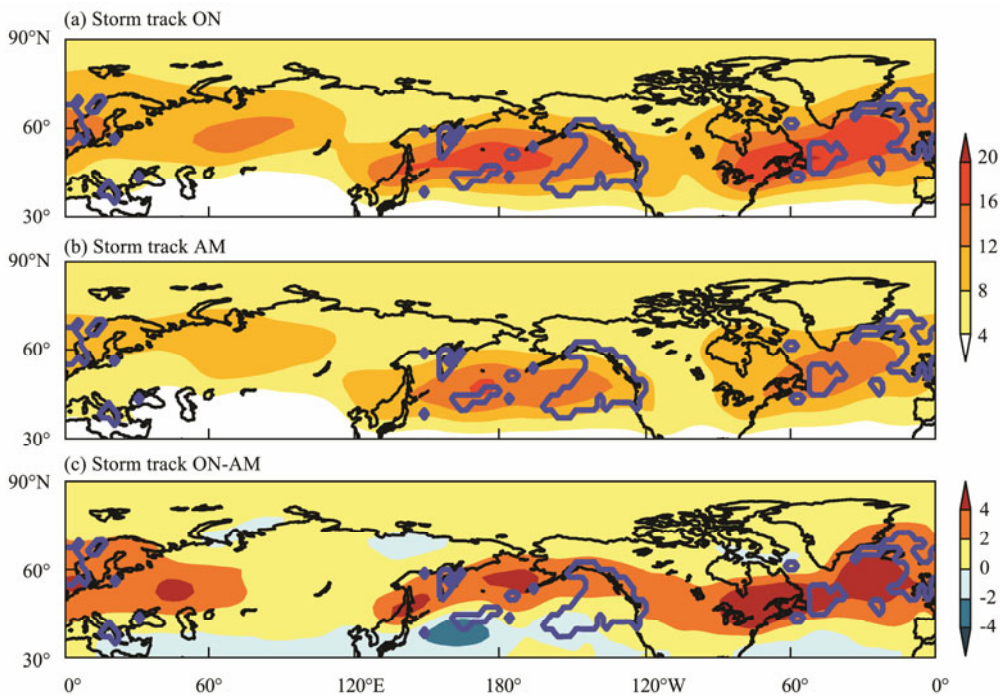 (a) Storm track ON
90°N
60°
30°
(b) Storm track AM
90°N
60°
30°
20
16
12
8
4
(c) Storm track ON-AM
90°N
60°
30°
4
2
0
-2
-4
0° 60° 120°E 180° 120°W 60° 0°